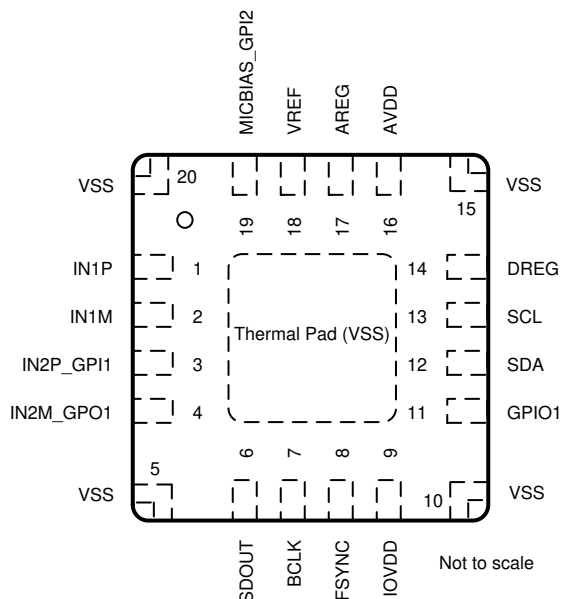 MICBIAS_GPI2
VREF
AREG
AVDD
VSS
20
19
18
17
16
15
VSS
IN1P
1
14
DREG
IN1M
2
13
SCL
Thermal Pad (VSS)
IN2P_GPI1
3
12
SDA
IN2M_GPO1
4
11
GPIO1
VSS
5
6
7
8
9
10
VSS
SDOUT
BCLK
FSYNC
IOVDD
Not to scale